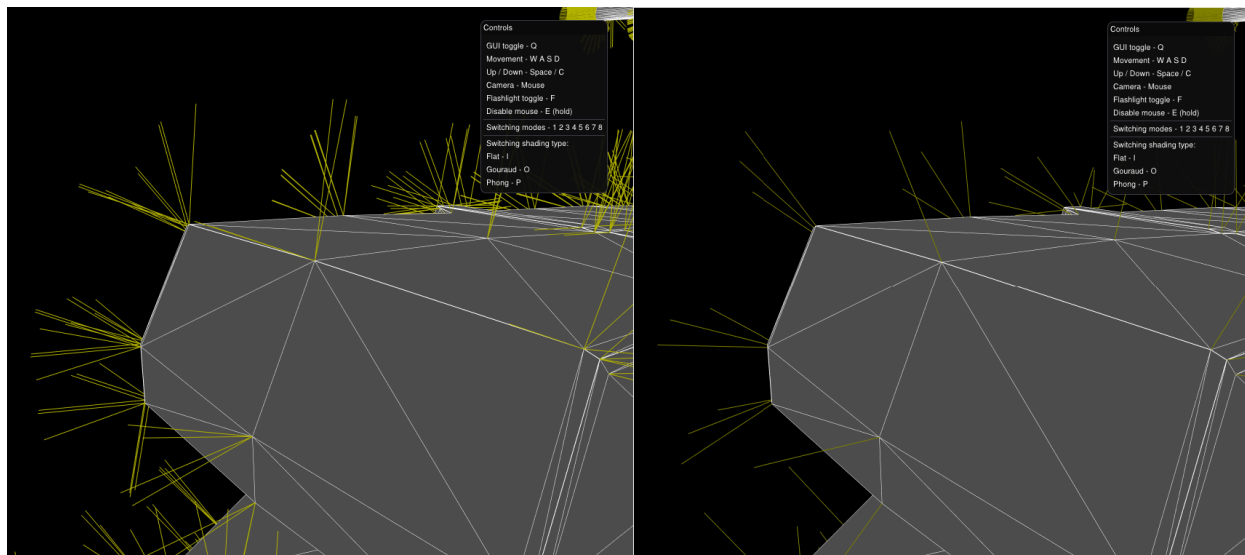 Controls
GUI toggle - Q
Movement - W A S D
Up / Down - Space / C
Camera - Mouse
Flashlight toggle - F
Disable mouse - E (hold)
Switching modes - 1 2 3 4 5 6 7 8
Switching shading type:
Flat - I
Gouraud - O
Phong - P
Controls
GUI toggle - Q
Movement - W A S D
Up / Down - Space / C
Camera - Mouse
Flashlight toggle - F
Disable mouse - E (hold)
Switching modes - 1 2 3 4 5 6 7 8
Switching shading type:
Flat - I
Gouraud - O
Phong - P